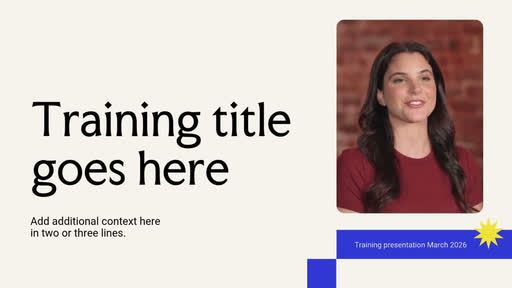 Training title
goes here
Add additional context here
in two or three lines.
Training presentation March 2026